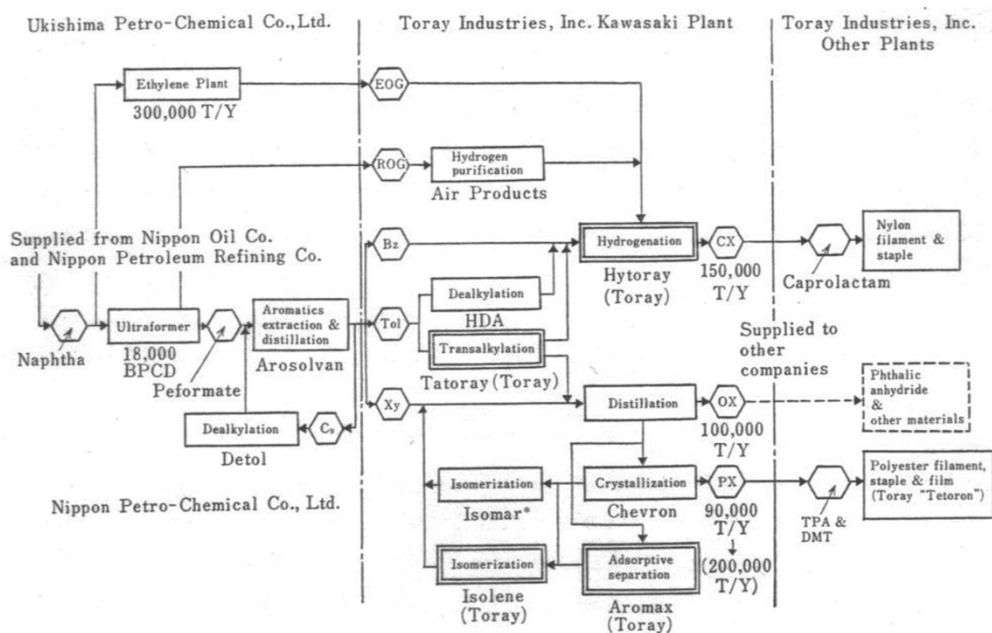 Ukishima Petro-Chemical Co.,Ltd.
Toray Industries, Inc. Kawasaki Plant
Toray Industries, Inc.
Other Plants
Ethylene Plant
300,000 T/Y
EOG
ROG
Hydrogen
purification
Air Products
Supplied from Nippon Oil Co.
and Nippon Petroleum Refining Co.
Bz
Hydrogenation
Hytoray
(Toray)
CX
150,000
T/Y
Caprolactam
Nylon
filament &
staple
Naphtha
Ultraformer
18,000
BPCD
Peformate
Aromatics
extraction &
distillation
Arosolvan
Tol
Dealkylation
HDA
Transalkylation
Tatoray (Toray)
Supplied to
other
companies
Xy
Distillation
OX
100,000
T/Y
Phthalic
anhydride
&
other materials
Dealkylation
Detol
C₉
Nippon Petro-Chemical Co., Ltd.
Isomerization
Isomar*
Crystallization
Chevron
PX
90,000
T/Y
(200,000
T/Y)
TPA &
DMT
Polyester filament,
staple & film
(Toray "Tetoron")
Isomerization
Isolene
(Toray)
Adsorptive
separation
Aromax
(Toray)